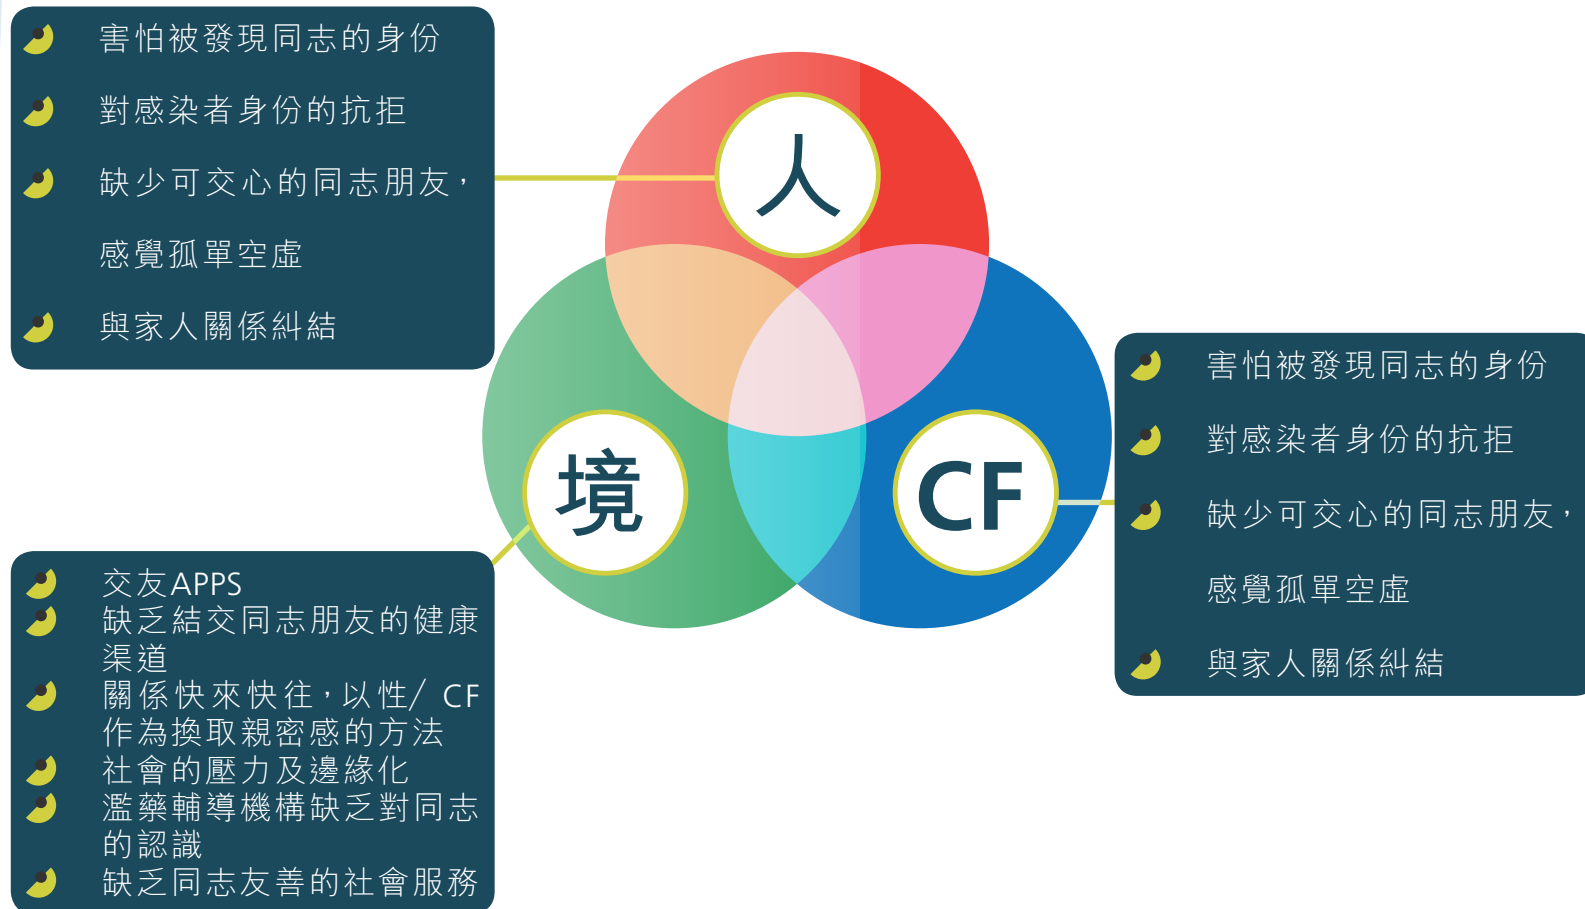 害怕被發現同志的身份
對感染者身份的抗拒
缺少可交心的同志朋友，
感覺孤單空虛
與家人關係糾結
人
境
CF
害怕被發現同志的身份
對感染者身份的抗拒
缺少可交心的同志朋友，
感覺孤單空虛
與家人關係糾結
交友APPS
缺乏結交同志朋友的健康
渠道
關係快來快往，以性/ CF
作為換取親密感的方法
社會的壓力及邊緣化
濫藥輔導機構缺乏對同志
的認識
缺乏同志友善的社會服務